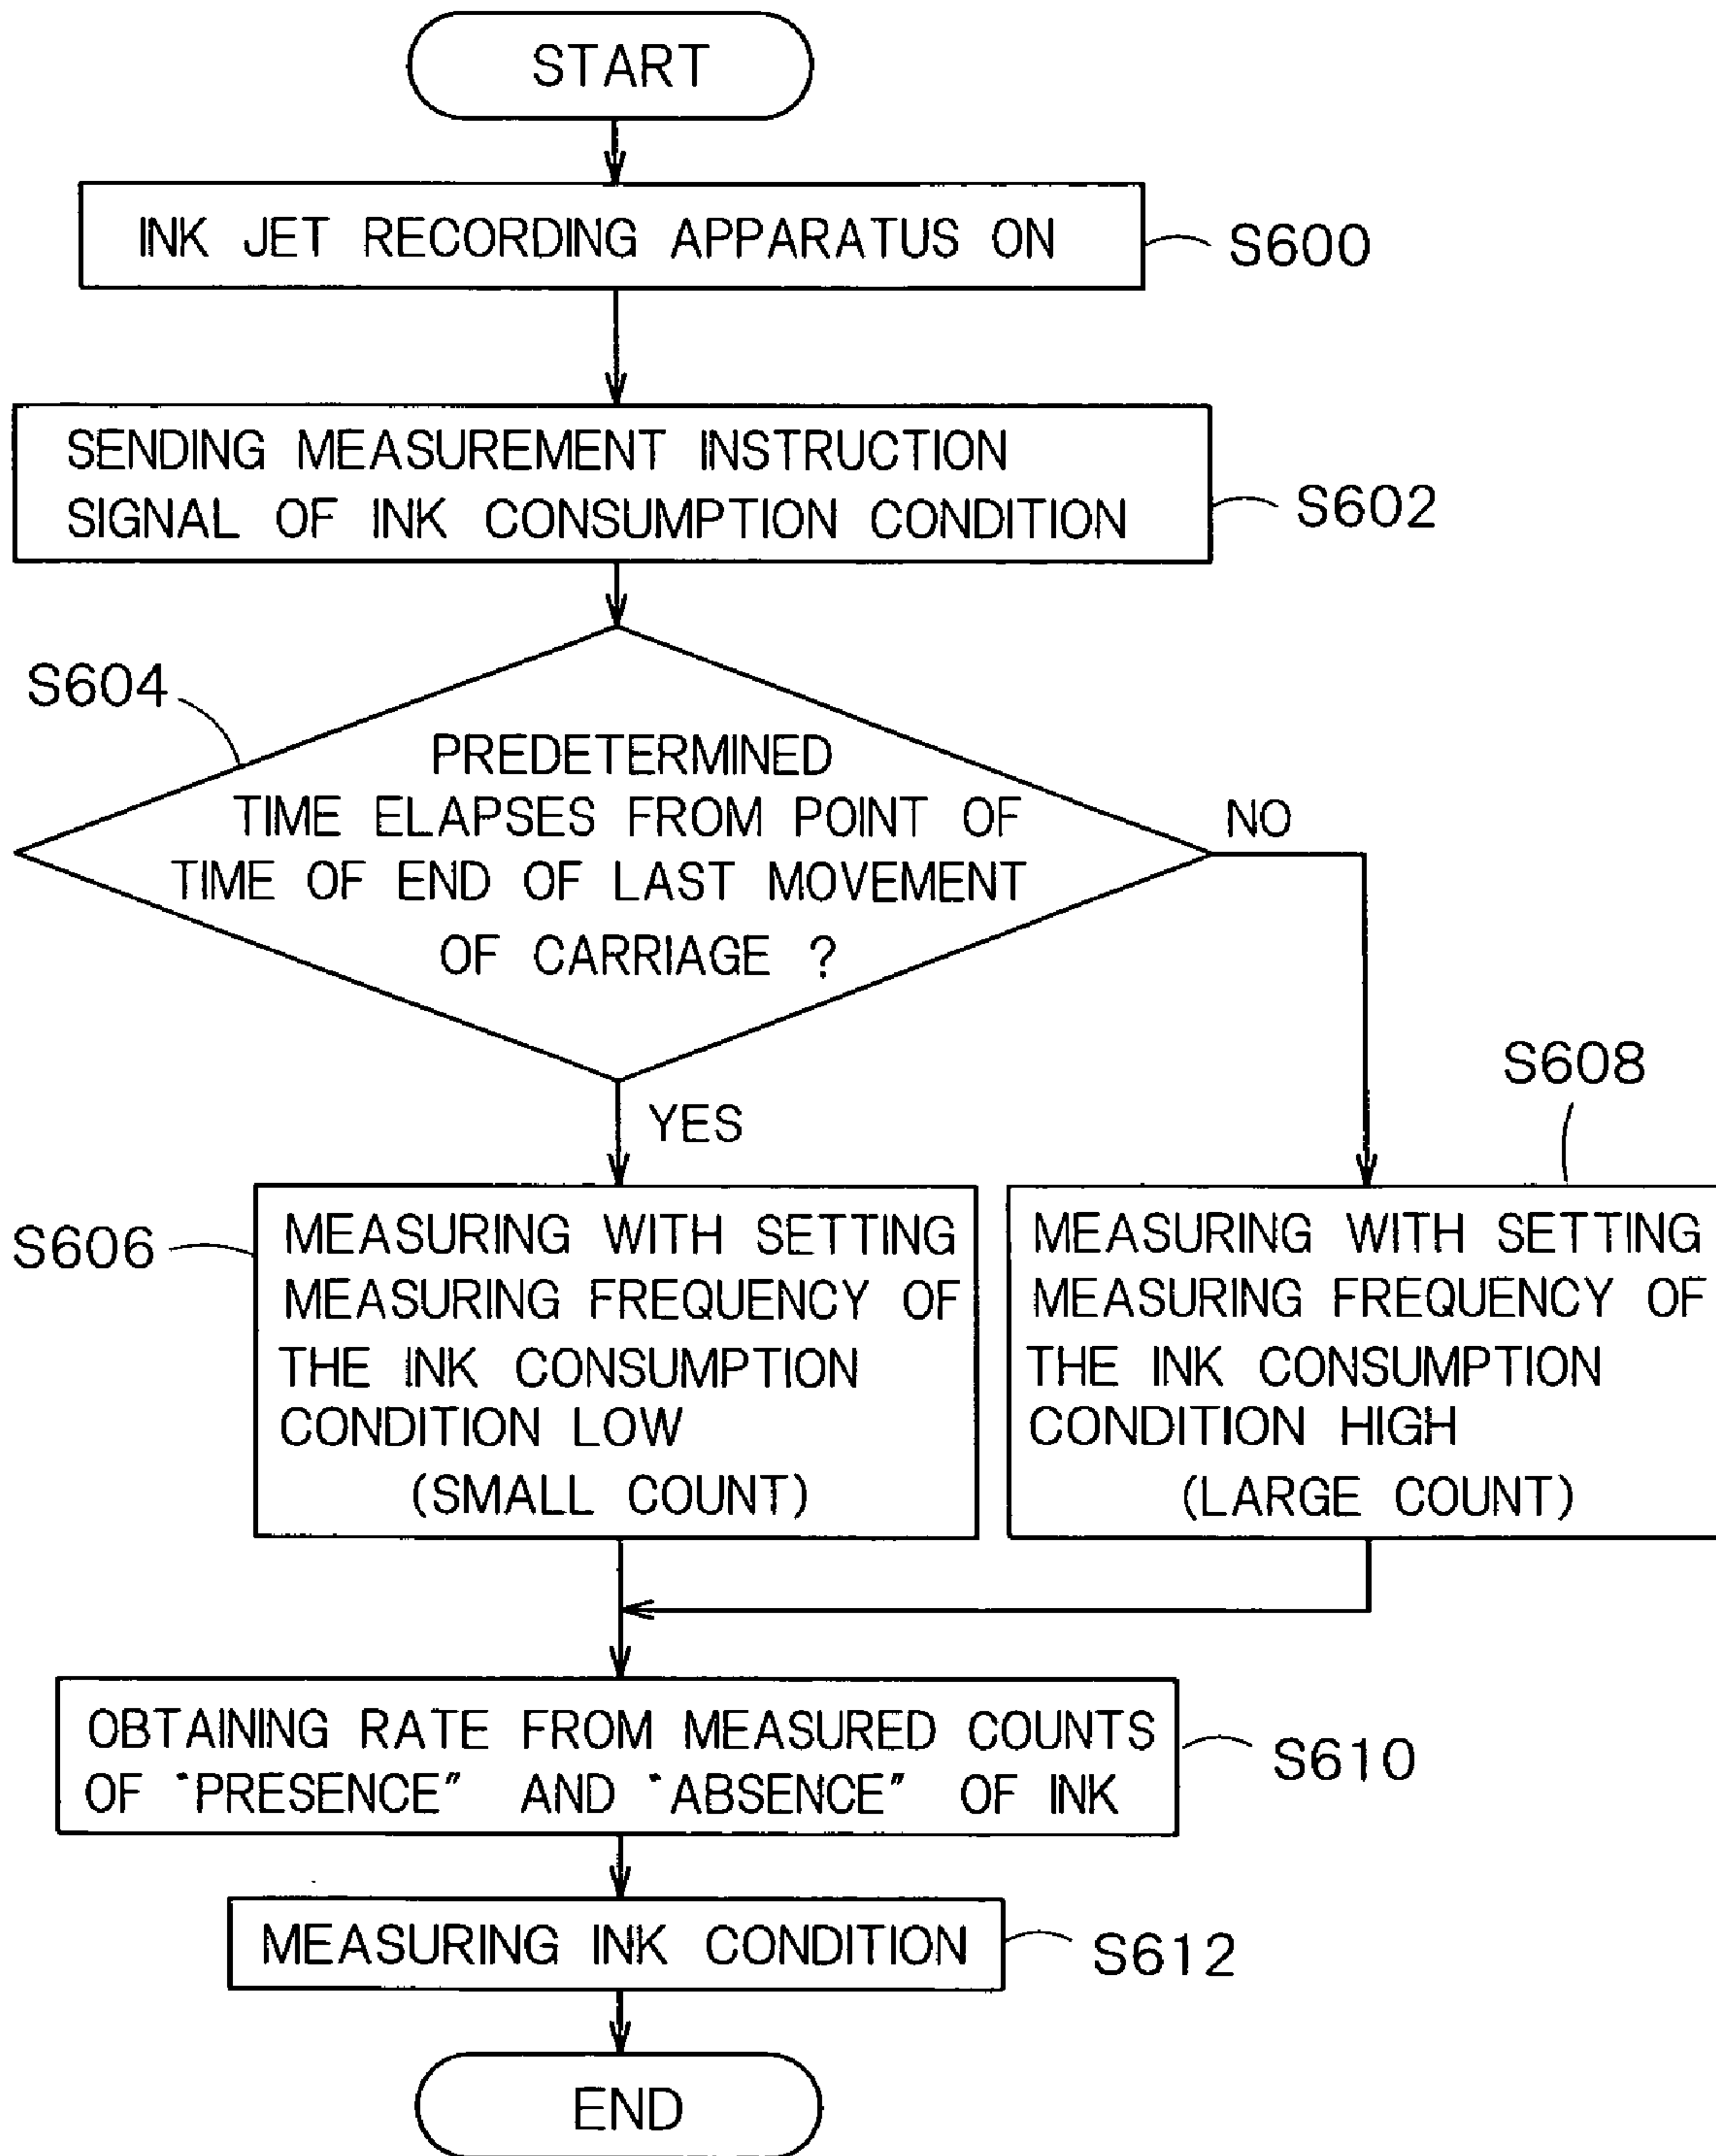 START
INK JET RECORDING APPARATUS ON
S600
SENDING MEASUREMENT INSTRUCTION
SIGNAL OF INK CONSUMPTION CONDITION
S602
S604
PREDETERMINED
TIME ELAPSES FROM POINT OF
TIME OF END OF LAST MOVEMENT
OF CARRIAGE ?
NO
YES
S606
MEASURING WITH SETTING
MEASURING FREQUENCY OF
THE INK CONSUMPTION
CONDITION LOW
(SMALL COUNT)
S608
MEASURING WITH SETTING
MEASURING FREQUENCY OF
THE INK CONSUMPTION
CONDITION HIGH
(LARGE COUNT)
OBTAINING RATE FROM MEASURED COUNTS
OF "PRESENCE" AND "ABSENCE" OF INK
S610
MEASURING INK CONDITION
S612
END